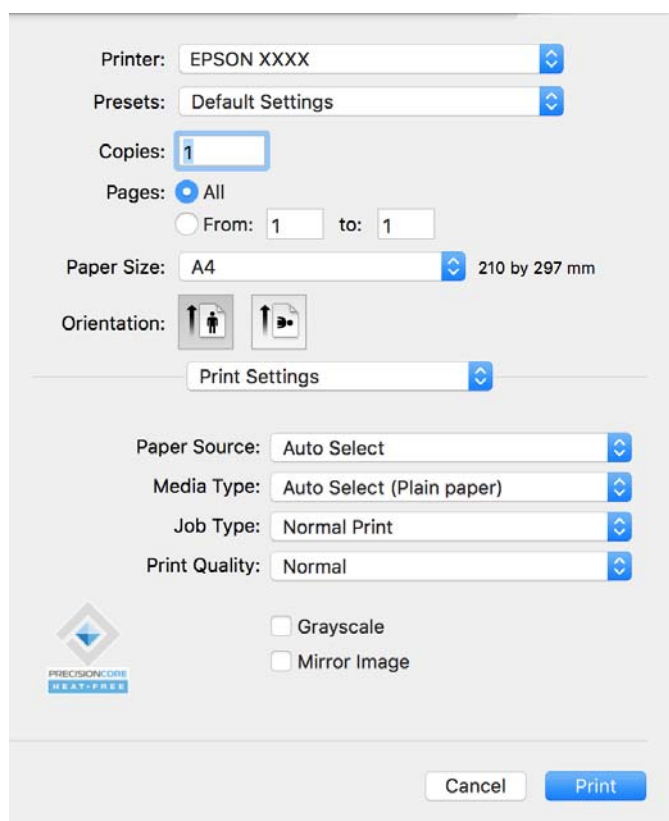 Printer: EPSON XXXX
Presets: Default Settings
Copies: 1
Pages: All
From: 1 to: 1
Paper Size: A4 210 by 297 mm
Orientation:
Print Settings
Paper Source: Auto Select
Media Type: Auto Select (Plain paper)
Job Type: Normal Print
Print Quality: Normal
Grayscale
Mirror Image
PRECISIONCORE
HEAT-FREE
Cancel Print